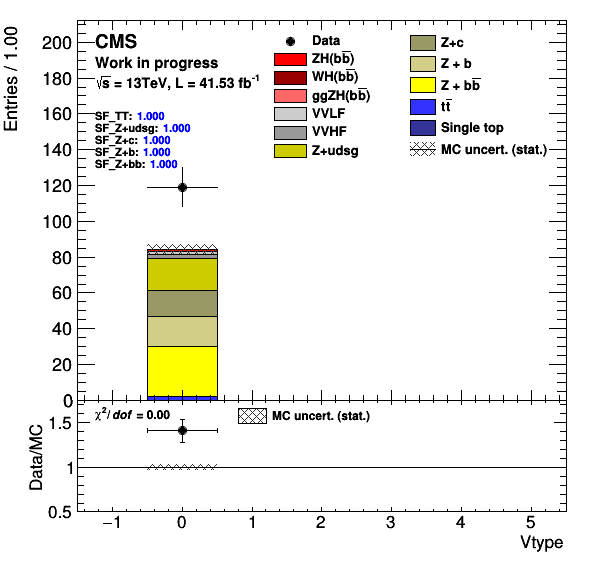 CMS
Work in progress
√s = 13TeV, L = 41.53 fb⁻¹
SF_TT: 1.000
SF_Z+udsg: 1.000
SF_Z+c: 1.000
SF_Z+b: 1.000
SF_Z+bb: 1.000
Data
ZH(bb̅)
WH(bb̅)
ggZH(bb̅)
VVLF
VVHF
Z+udsg
Z+c
Z + b
Z + bb̅
tt̅
Single top
MC uncert. (stat.)
Entries / 1.00
200
180
160
140
120
100
80
60
40
20
0
χ²/dof = 0.00
MC uncert. (stat.)
Data/MC
1.5
1
0.5
−1 0 1 2 3 4 5
Vtype